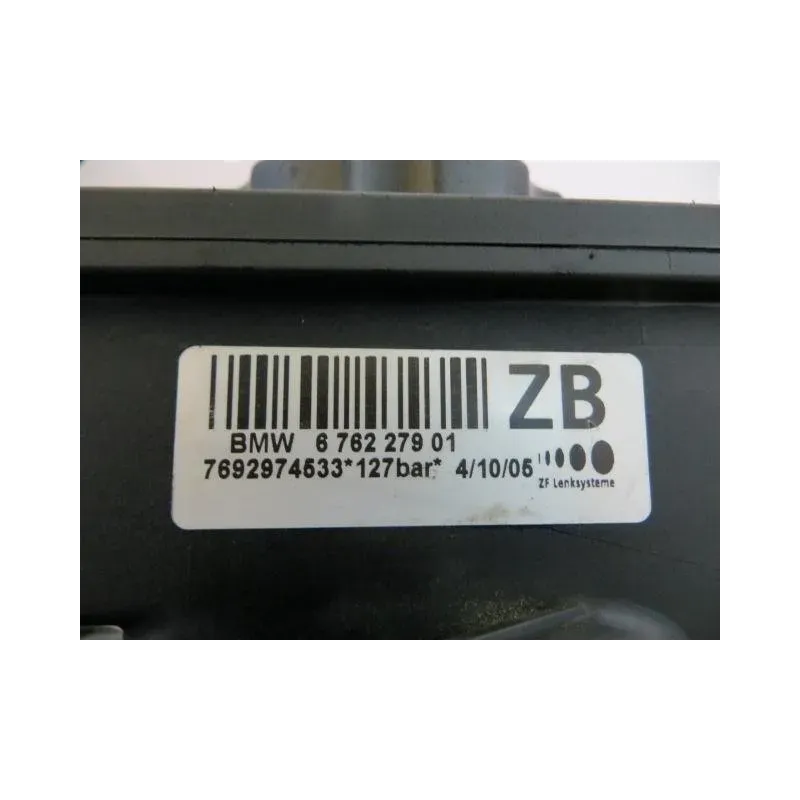 ZB
BMW 6 762 279 01
7692974533*127bar* 4/10/05
ZF Lenksysteme